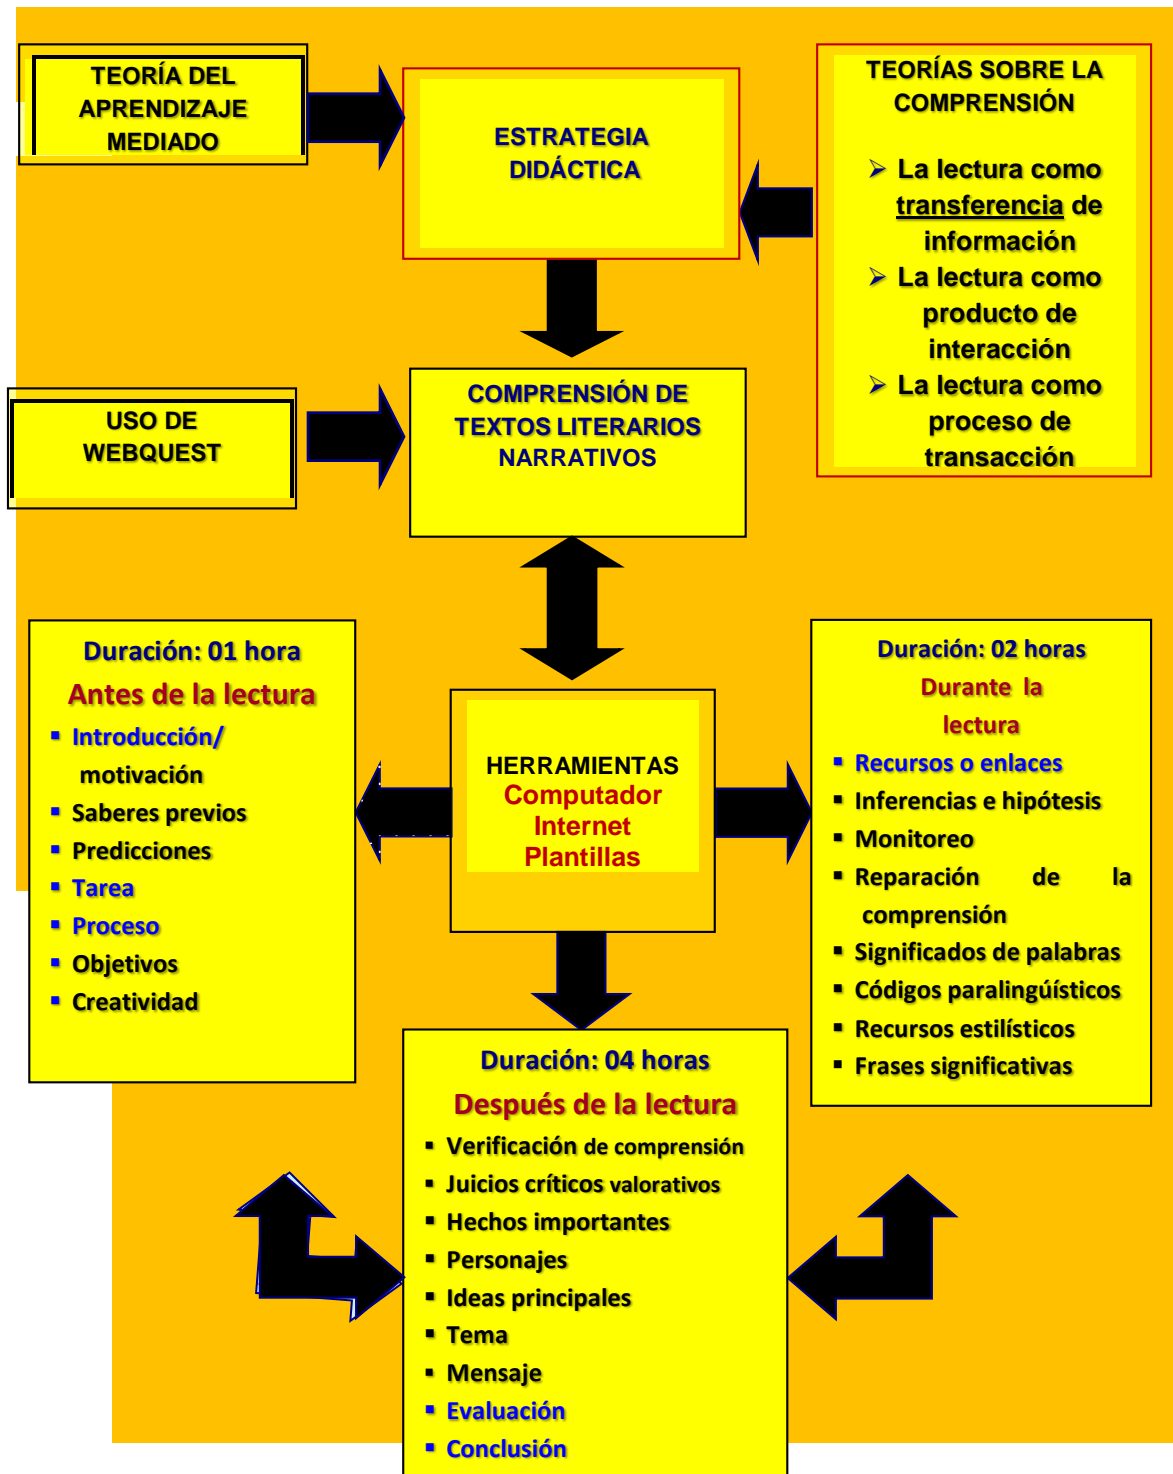 TEORÍA DEL
APRENDIZAJE
MEDIADO
ESTRATEGIA
DIDÁCTICA
TEORÍAS SOBRE LA
COMPRENSIÓN
➢ La lectura como
transferencia de
información
➢ La lectura como
producto de
interacción
➢ La lectura como
proceso de
transacción
USO DE
WEBQUEST
COMPRENSIÓN DE
TEXTOS LITERARIOS
NARRATIVOS
Duración: 01 hora
Antes de la lectura
▪ Introducción/
motivación
▪ Saberes previos
▪ Predicciones
▪ Tarea
▪ Proceso
▪ Objetivos
▪ Creatividad
HERRAMIENTAS
Computador
Internet
Plantillas
Duración: 02 horas
Durante la
lectura
▪ Recursos o enlaces
▪ Inferencias e hipótesis
▪ Monitoreo
▪ Reparación de la
comprensión
▪ Significados de palabras
▪ Códigos paralingúísticos
▪ Recursos estilísticos
▪ Frases significativas
Duración: 04 horas
Después de la lectura
▪ Verificación de comprensión
▪ Juicios críticos valorativos
▪ Hechos importantes
▪ Personajes
▪ Ideas principales
▪ Tema
▪ Mensaje
▪ Evaluación
▪ Conclusión